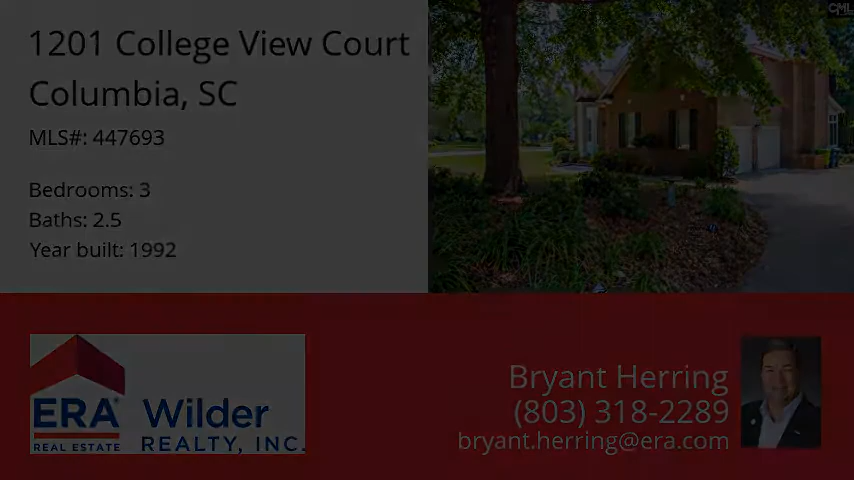 1201 College View Court
Columbia, SC
MLS#: 447693
Bedrooms: 3
Baths: 2.5
Year built: 1992
CML
ERA Wilder
REAL ESTATE REALTY, INC.
Bryant Herring
(803) 318-2289
bryant.herring@era.com